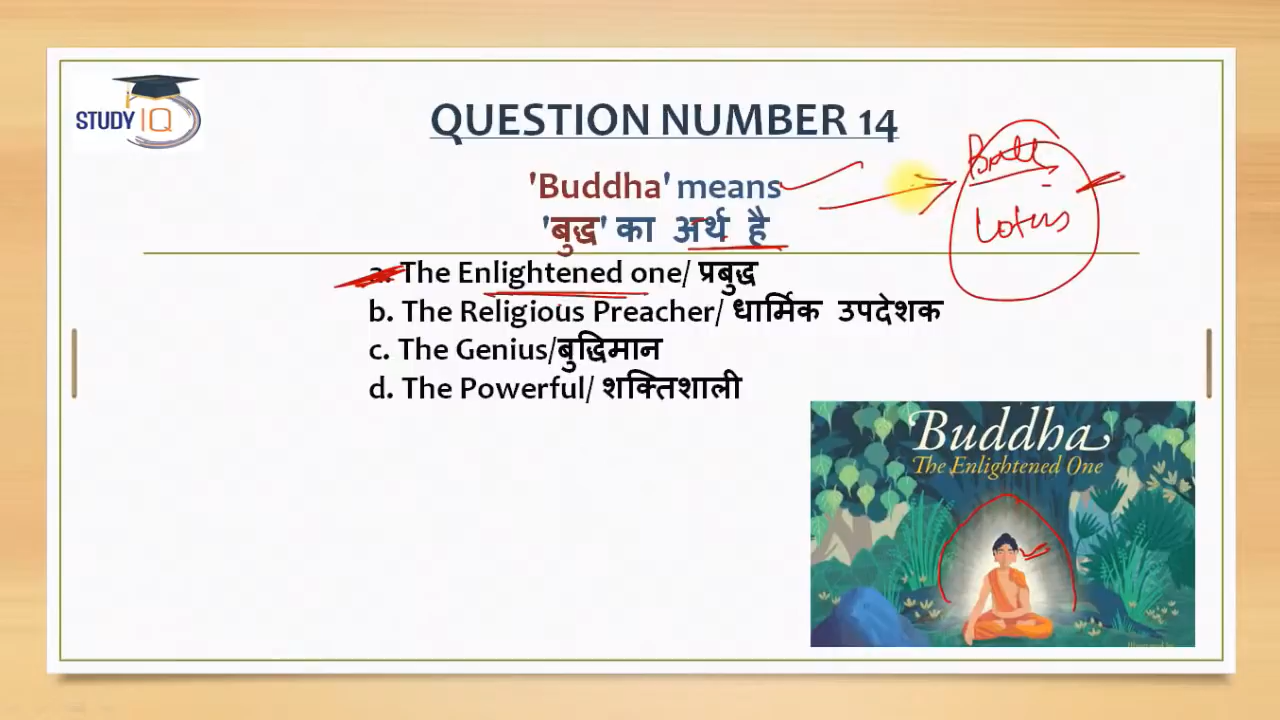 STUDY IQ
QUESTION NUMBER 14
'Buddha' means
'बुद्ध' का अर्थ है
a. The Enlightened one/ प्रबुद्ध
b. The Religious Preacher/ धार्मिक उपदेशक
c. The Genius/बुद्धिमान
d. The Powerful/ शक्तिशाली
Lotus
Buddha
The Enlightened One